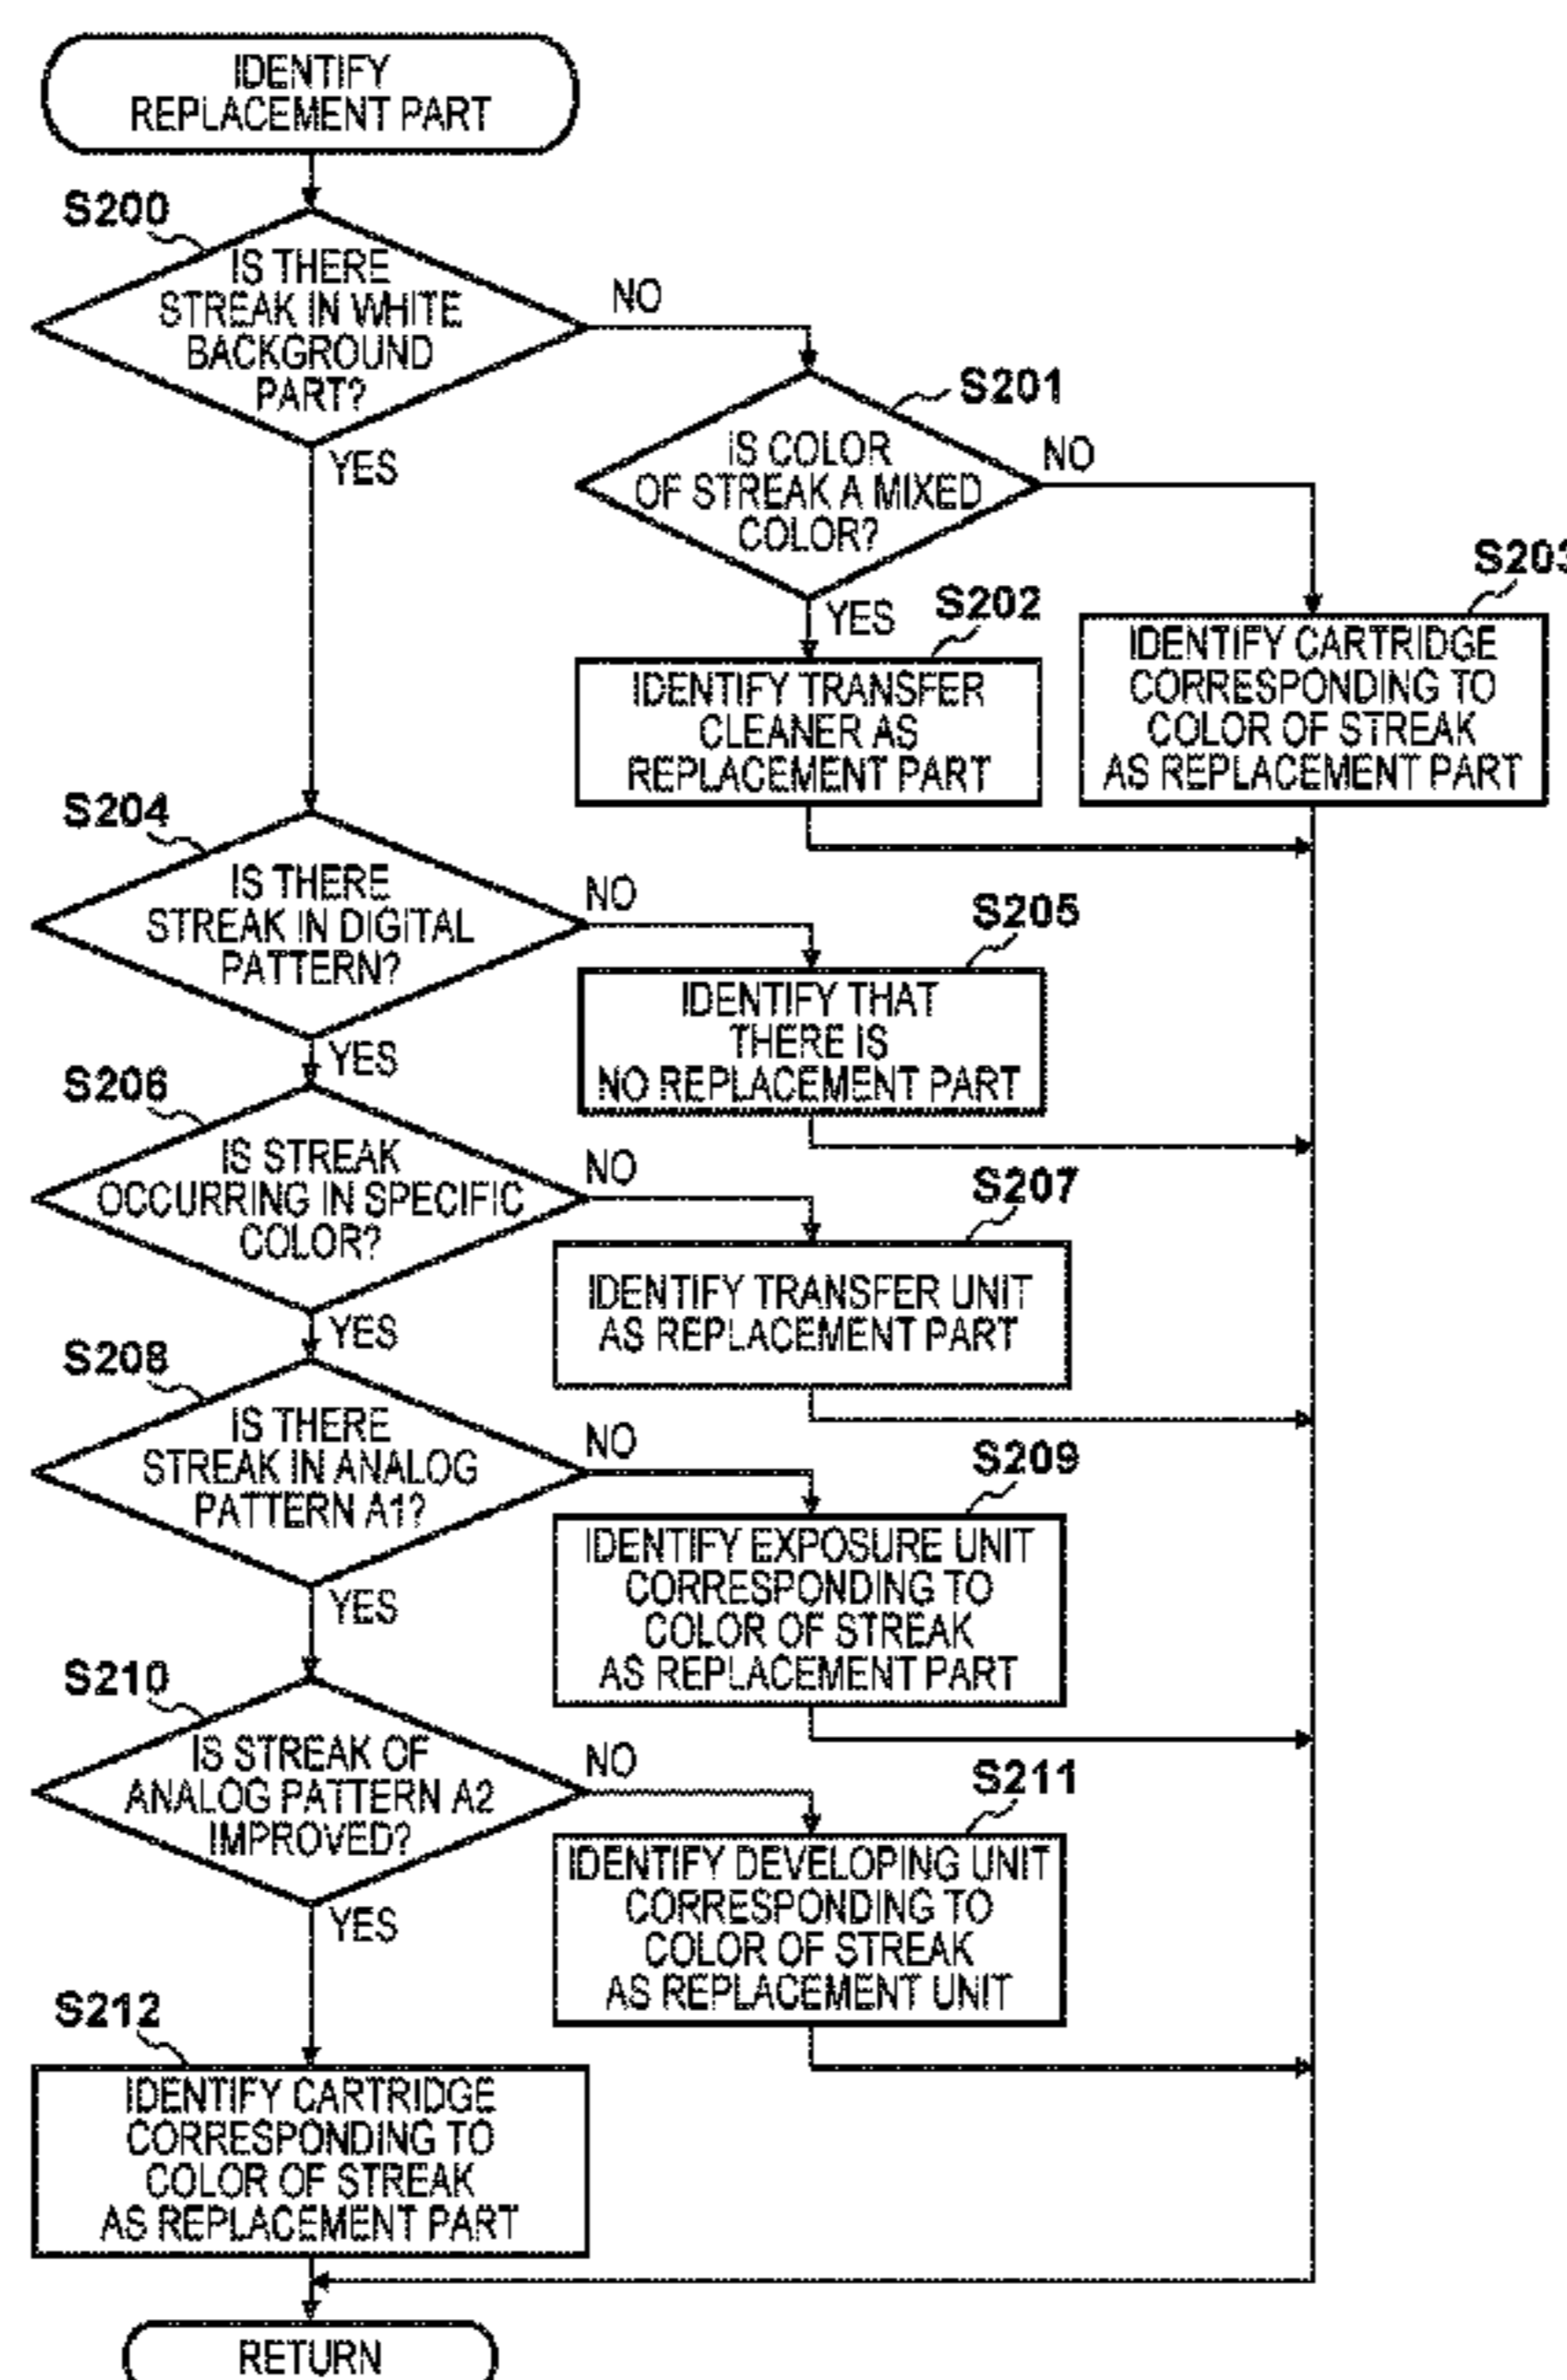 IDENTIFY
REPLACEMENT PART
S200
IS THERE
STREAK IN WHITE
BACKGROUND
PART?
NO
YES
S201
IS COLOR
OF STREAK A MIXED
COLOR?
NO
YES
S202
IDENTIFY TRANSFER
CLEANER AS
REPLACEMENT PART
S203
IDENTIFY CARTRIDGE
CORRESPONDING TO
COLOR OF STREAK
AS REPLACEMENT PART
S204
IS THERE
STREAK IN DIGITAL
PATTERN?
NO
YES
S205
IDENTIFY THAT
THERE IS
NO REPLACEMENT PART
S206
IS STREAK
OCCURRING IN SPECIFIC
COLOR?
NO
YES
S207
IDENTIFY TRANSFER UNIT
AS REPLACEMENT PART
S208
IS THERE
STREAK IN ANALOG
PATTERN A1?
NO
YES
S209
IDENTIFY EXPOSURE UNIT
CORRESPONDING TO
COLOR OF STREAK
AS REPLACEMENT PART
S210
IS STREAK OF
ANALOG PATTERN A2
IMPROVED?
NO
YES
S211
IDENTIFY DEVELOPING UNIT
CORRESPONDING TO
COLOR OF STREAK
AS REPLACEMENT UNIT
S212
IDENTIFY CARTRIDGE
CORRESPONDING TO
COLOR OF STREAK
AS REPLACEMENT PART
RETURN